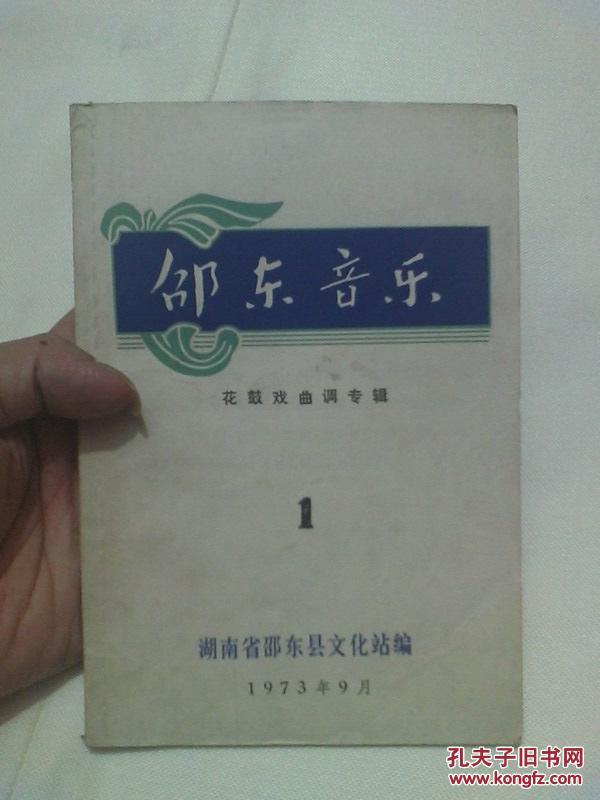 邵东音乐
花鼓戏曲调专辑
1
湖南省邵东县文化站编
1973年9月
孔夫子旧书网
www.kongfz.com